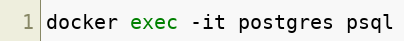 1 docker exec -it postgres psql